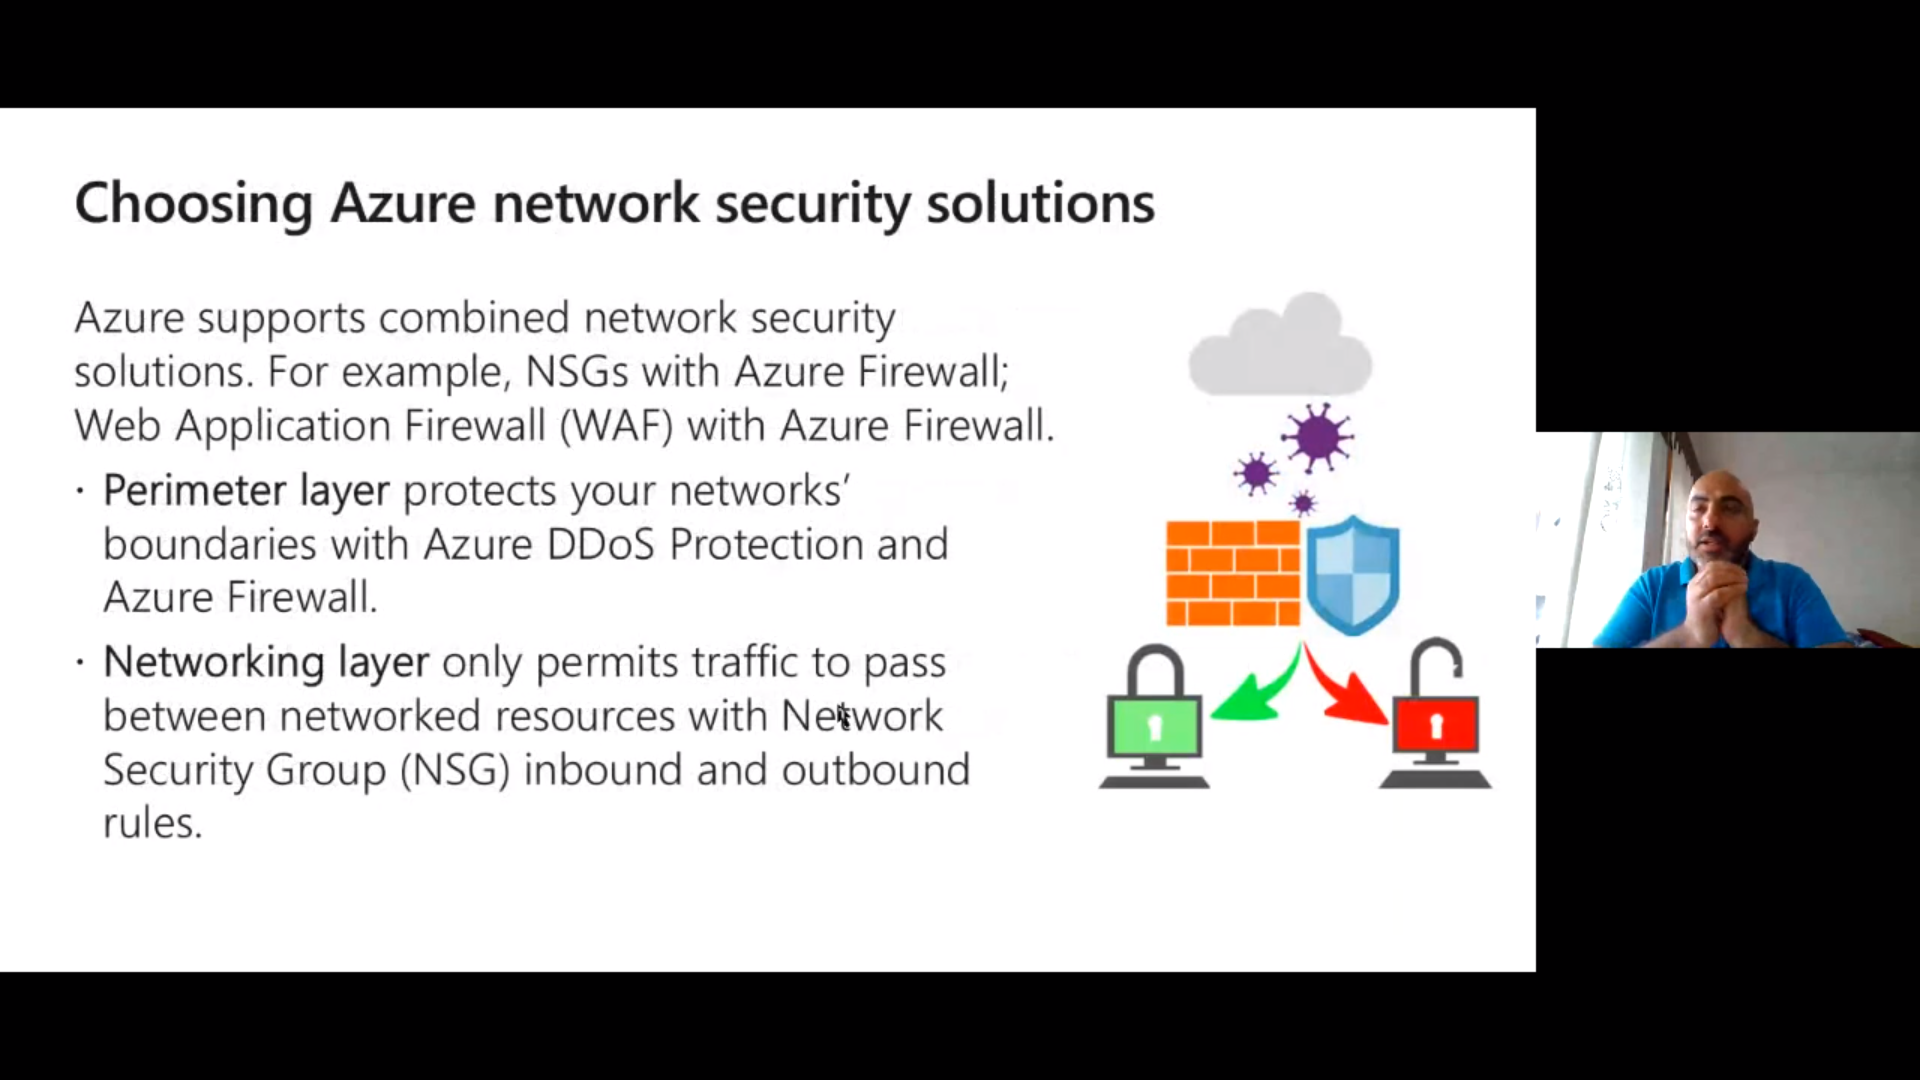 Choosing Azure network security solutions
Azure supports combined network security
solutions. For example, NSGs with Azure Firewall;
Web Application Firewall (WAF) with Azure Firewall.
· Perimeter layer protects your networks’
boundaries with Azure DDoS Protection and
Azure Firewall.
· Networking layer only permits traffic to pass
between networked resources with Network
Security Group (NSG) inbound and outbound
rules.